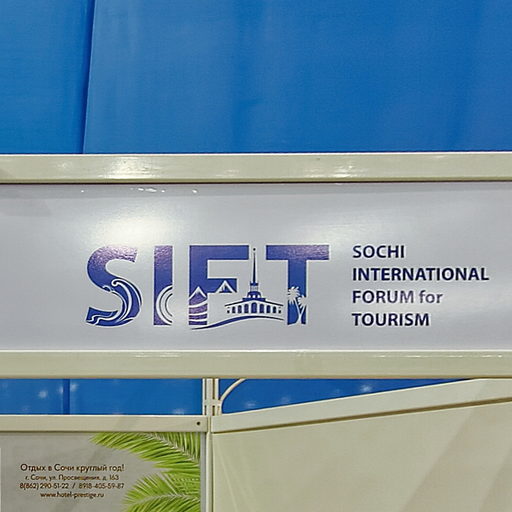 SIFT
SOCHI
INTERNATIONAL
FORUM for
TOURISM
Отдых в Сочи круглый год!
г. Сочи, ул. Просвещения, д. 163
8(862) 290-51-22 / 8918-405-59-87
www.hotel-prestige.ru